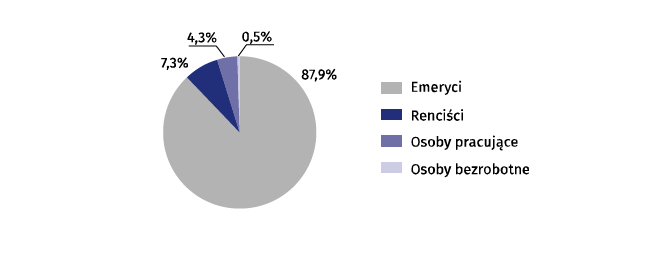 4,3%
0,5%
7,3%
87,9%
Emeryci
Renciści
Osoby pracujące
Osoby bezrobotne